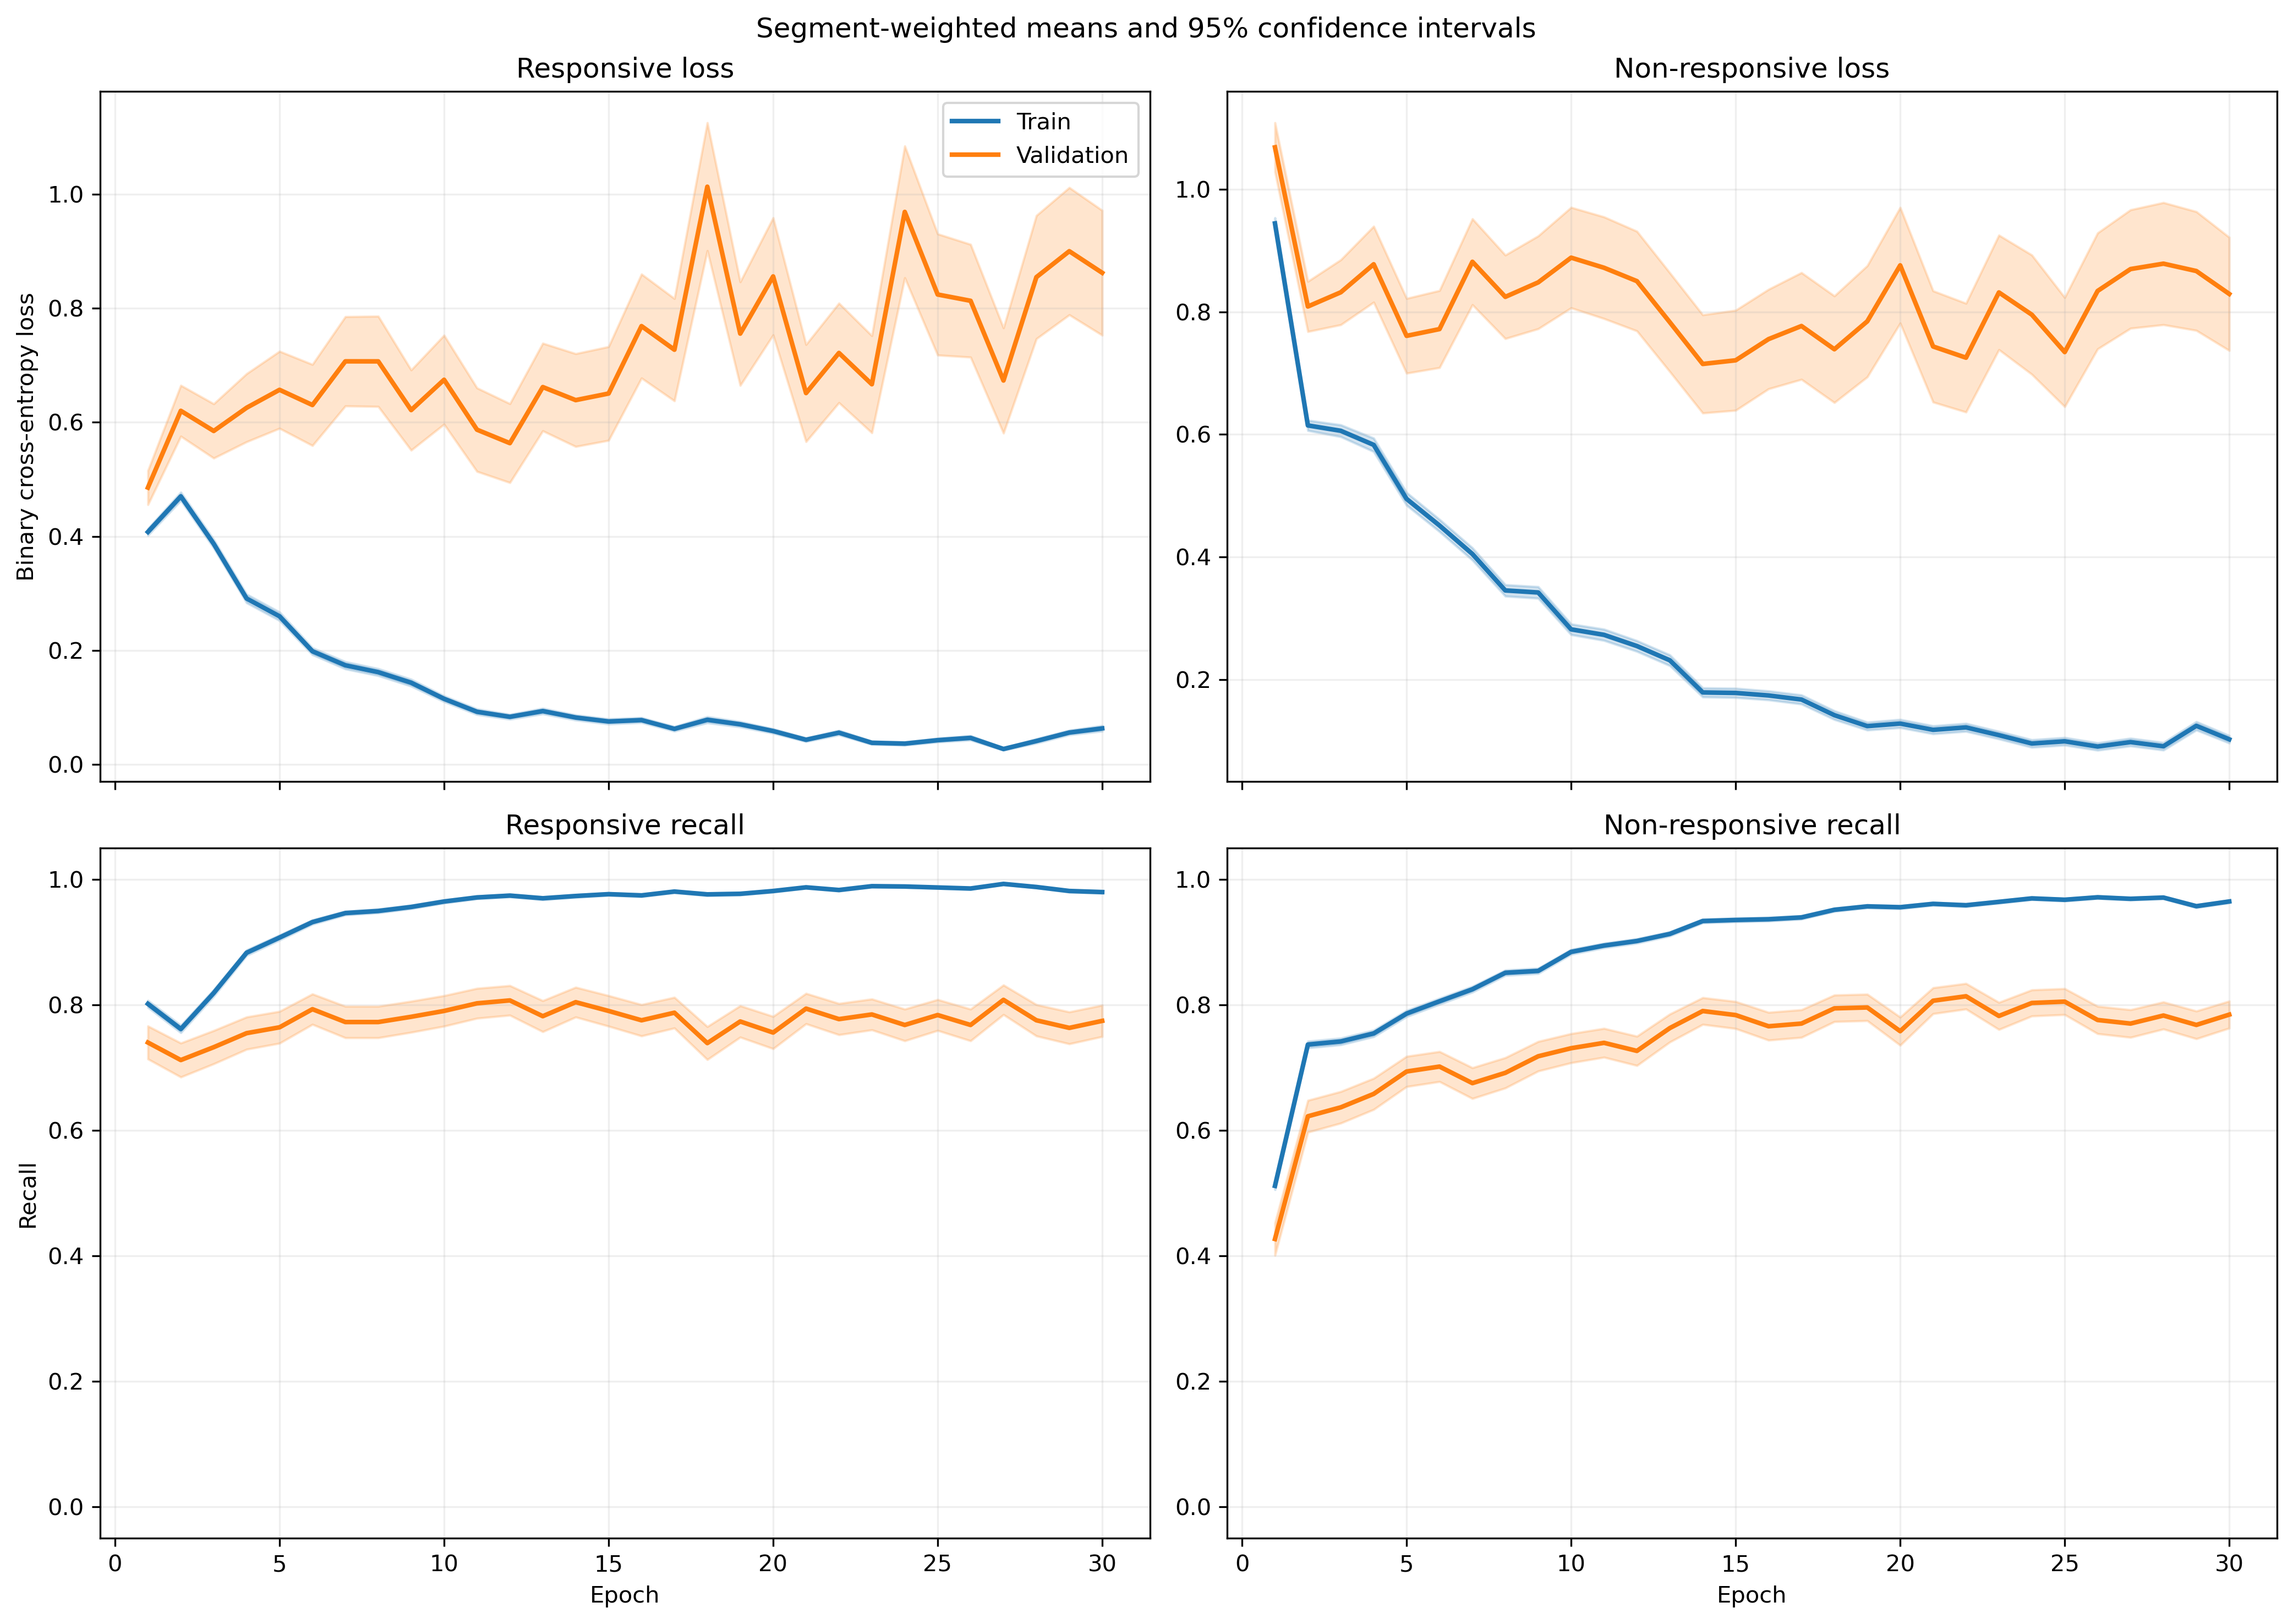 Segment-weighted means and 95% confidence intervals
Responsive loss
Non-responsive loss
Train
Validation
Binary cross-entropy loss
1.0
0.8
0.6
0.4
0.2
0.0
1.0
0.8
0.6
0.4
0.2
Responsive recall
Non-responsive recall
Recall
1.0
0.8
0.6
0.4
0.2
0.0
0 5 10 15 20 25 30
Epoch
1.0
0.8
0.6
0.4
0.2
0.0
0 5 10 15 20 25 30
Epoch